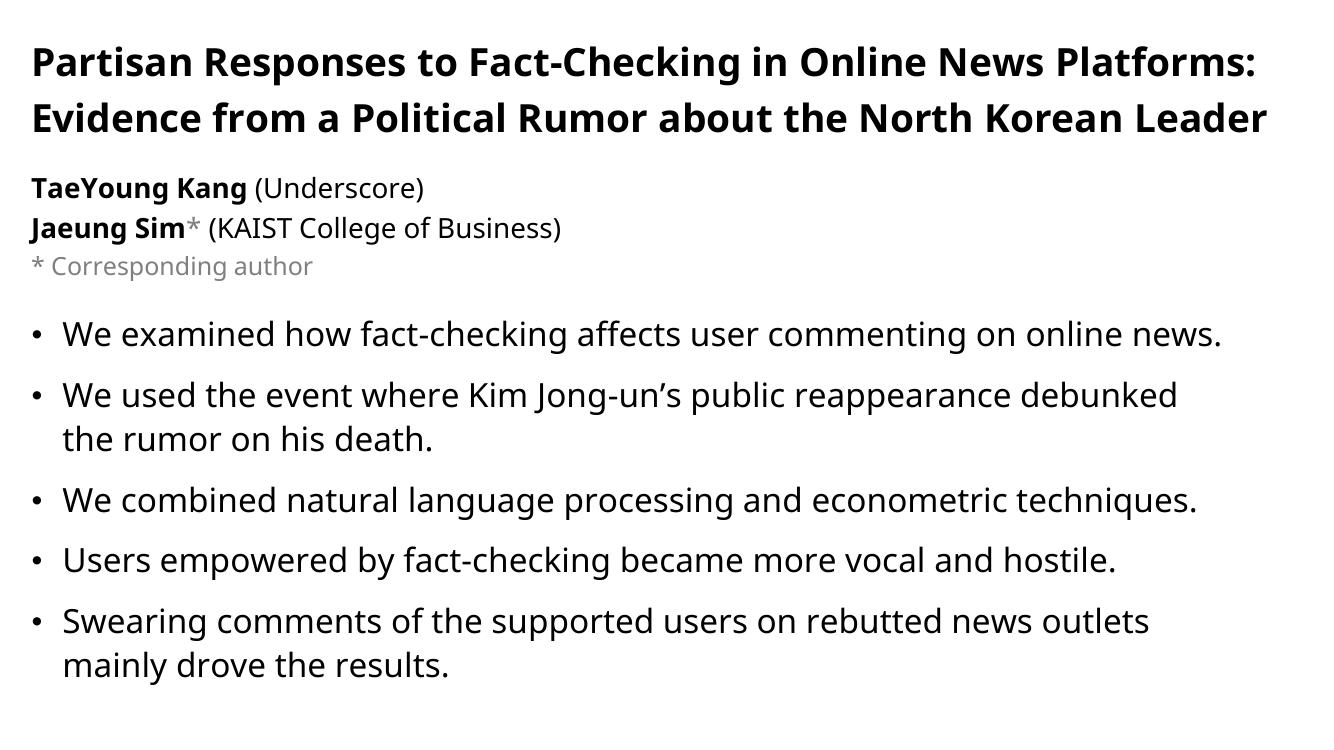 Partisan Responses to Fact-Checking in Online News Platforms:
Evidence from a Political Rumor about the North Korean Leader
TaeYoung Kang (Underscore)
Jaeung Sim* (KAIST College of Business)
* Corresponding author
• We examined how fact-checking affects user commenting on online news.
• We used the event where Kim Jong-un’s public reappearance debunked
the rumor on his death.
• We combined natural language processing and econometric techniques.
• Users empowered by fact-checking became more vocal and hostile.
• Swearing comments of the supported users on rebutted news outlets
mainly drove the results.